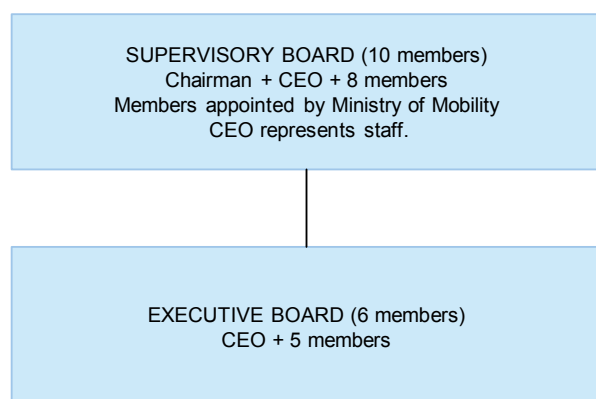 SUPERVISORY BOARD (10 members)
Chairman + CEO + 8 members
Members appointed by Ministry of Mobility
CEO represents staff.
EXECUTIVE BOARD (6 members)
CEO + 5 members